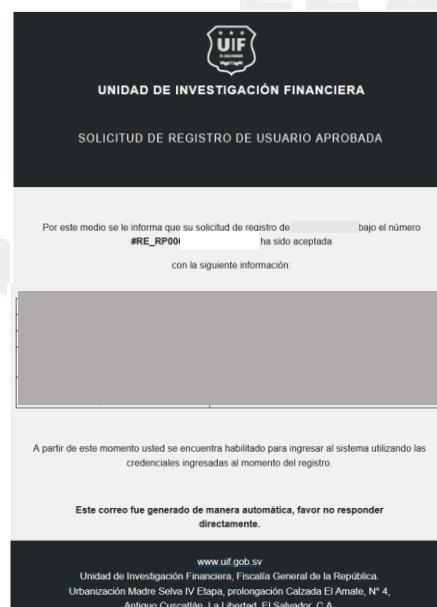 UIF
EL SALVADOR
UNIDAD DE INVESTIGACIÓN FINANCIERA
SOLICITUD DE REGISTRO DE USUARIO APROBADA
Por este medio se le informa que su solicitud de registro de bajo el número
#RE_RP00 ha sido aceptada
con la siguiente información:
A partir de este momento usted se encuentra habilitado para ingresar al sistema utilizando las
credenciales ingresadas al momento del registro.
Este correo fue generado de manera automática, favor no responder
directamente.
www.uif.gob.sv
Unidad de Investigación Financiera, Fiscalía General de la República.
Urbanización Madre Selva IV Etapa, prolongación Calzada El Amate, N° 4,
Antiguo Cuscatlán, La Libertad, El Salvador, C.A.